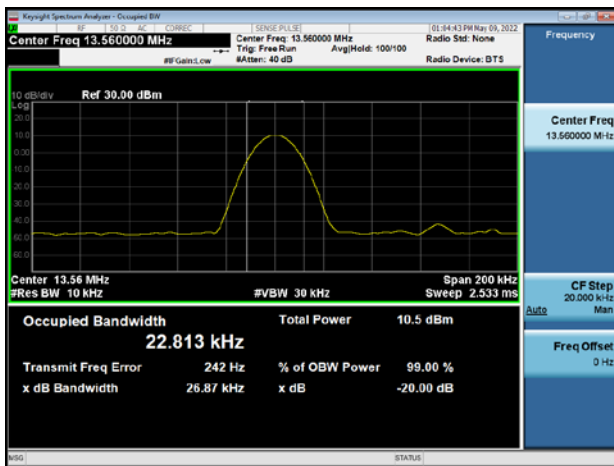 Keysight Spectrum Analyzer - Occupied BW
RF 50 Ω AC CORREC SENSE:PULSE 01:04:43 PM May 09, 2022
Center Freq 13.560000 MHz
Center Freq: 13.560000 MHz Radio Std: None
Trig: Free Run Avg|Hold: 100/100
#IFGain:Low #Atten: 40 dB Radio Device: BTS
Frequency
10 dB/div Ref 30.00 dBm
Log
20.0
10.0
0.00
10.0
20.0
30.0
40.0
50.0
60.0
Center Freq
13.560000 MHz
Center 13.56 MHz Span 200 kHz
#Res BW 10 kHz #VBW 30 kHz Sweep 2.533 ms
CF Step
20.000 kHz
Auto Man
Occupied Bandwidth Total Power 10.5 dBm
22.813 kHz
Transmit Freq Error 242 Hz % of OBW Power 99.00 %
x dB Bandwidth 26.87 kHz x dB -20.00 dB
Freq Offset
0 Hz
MSG STATUS